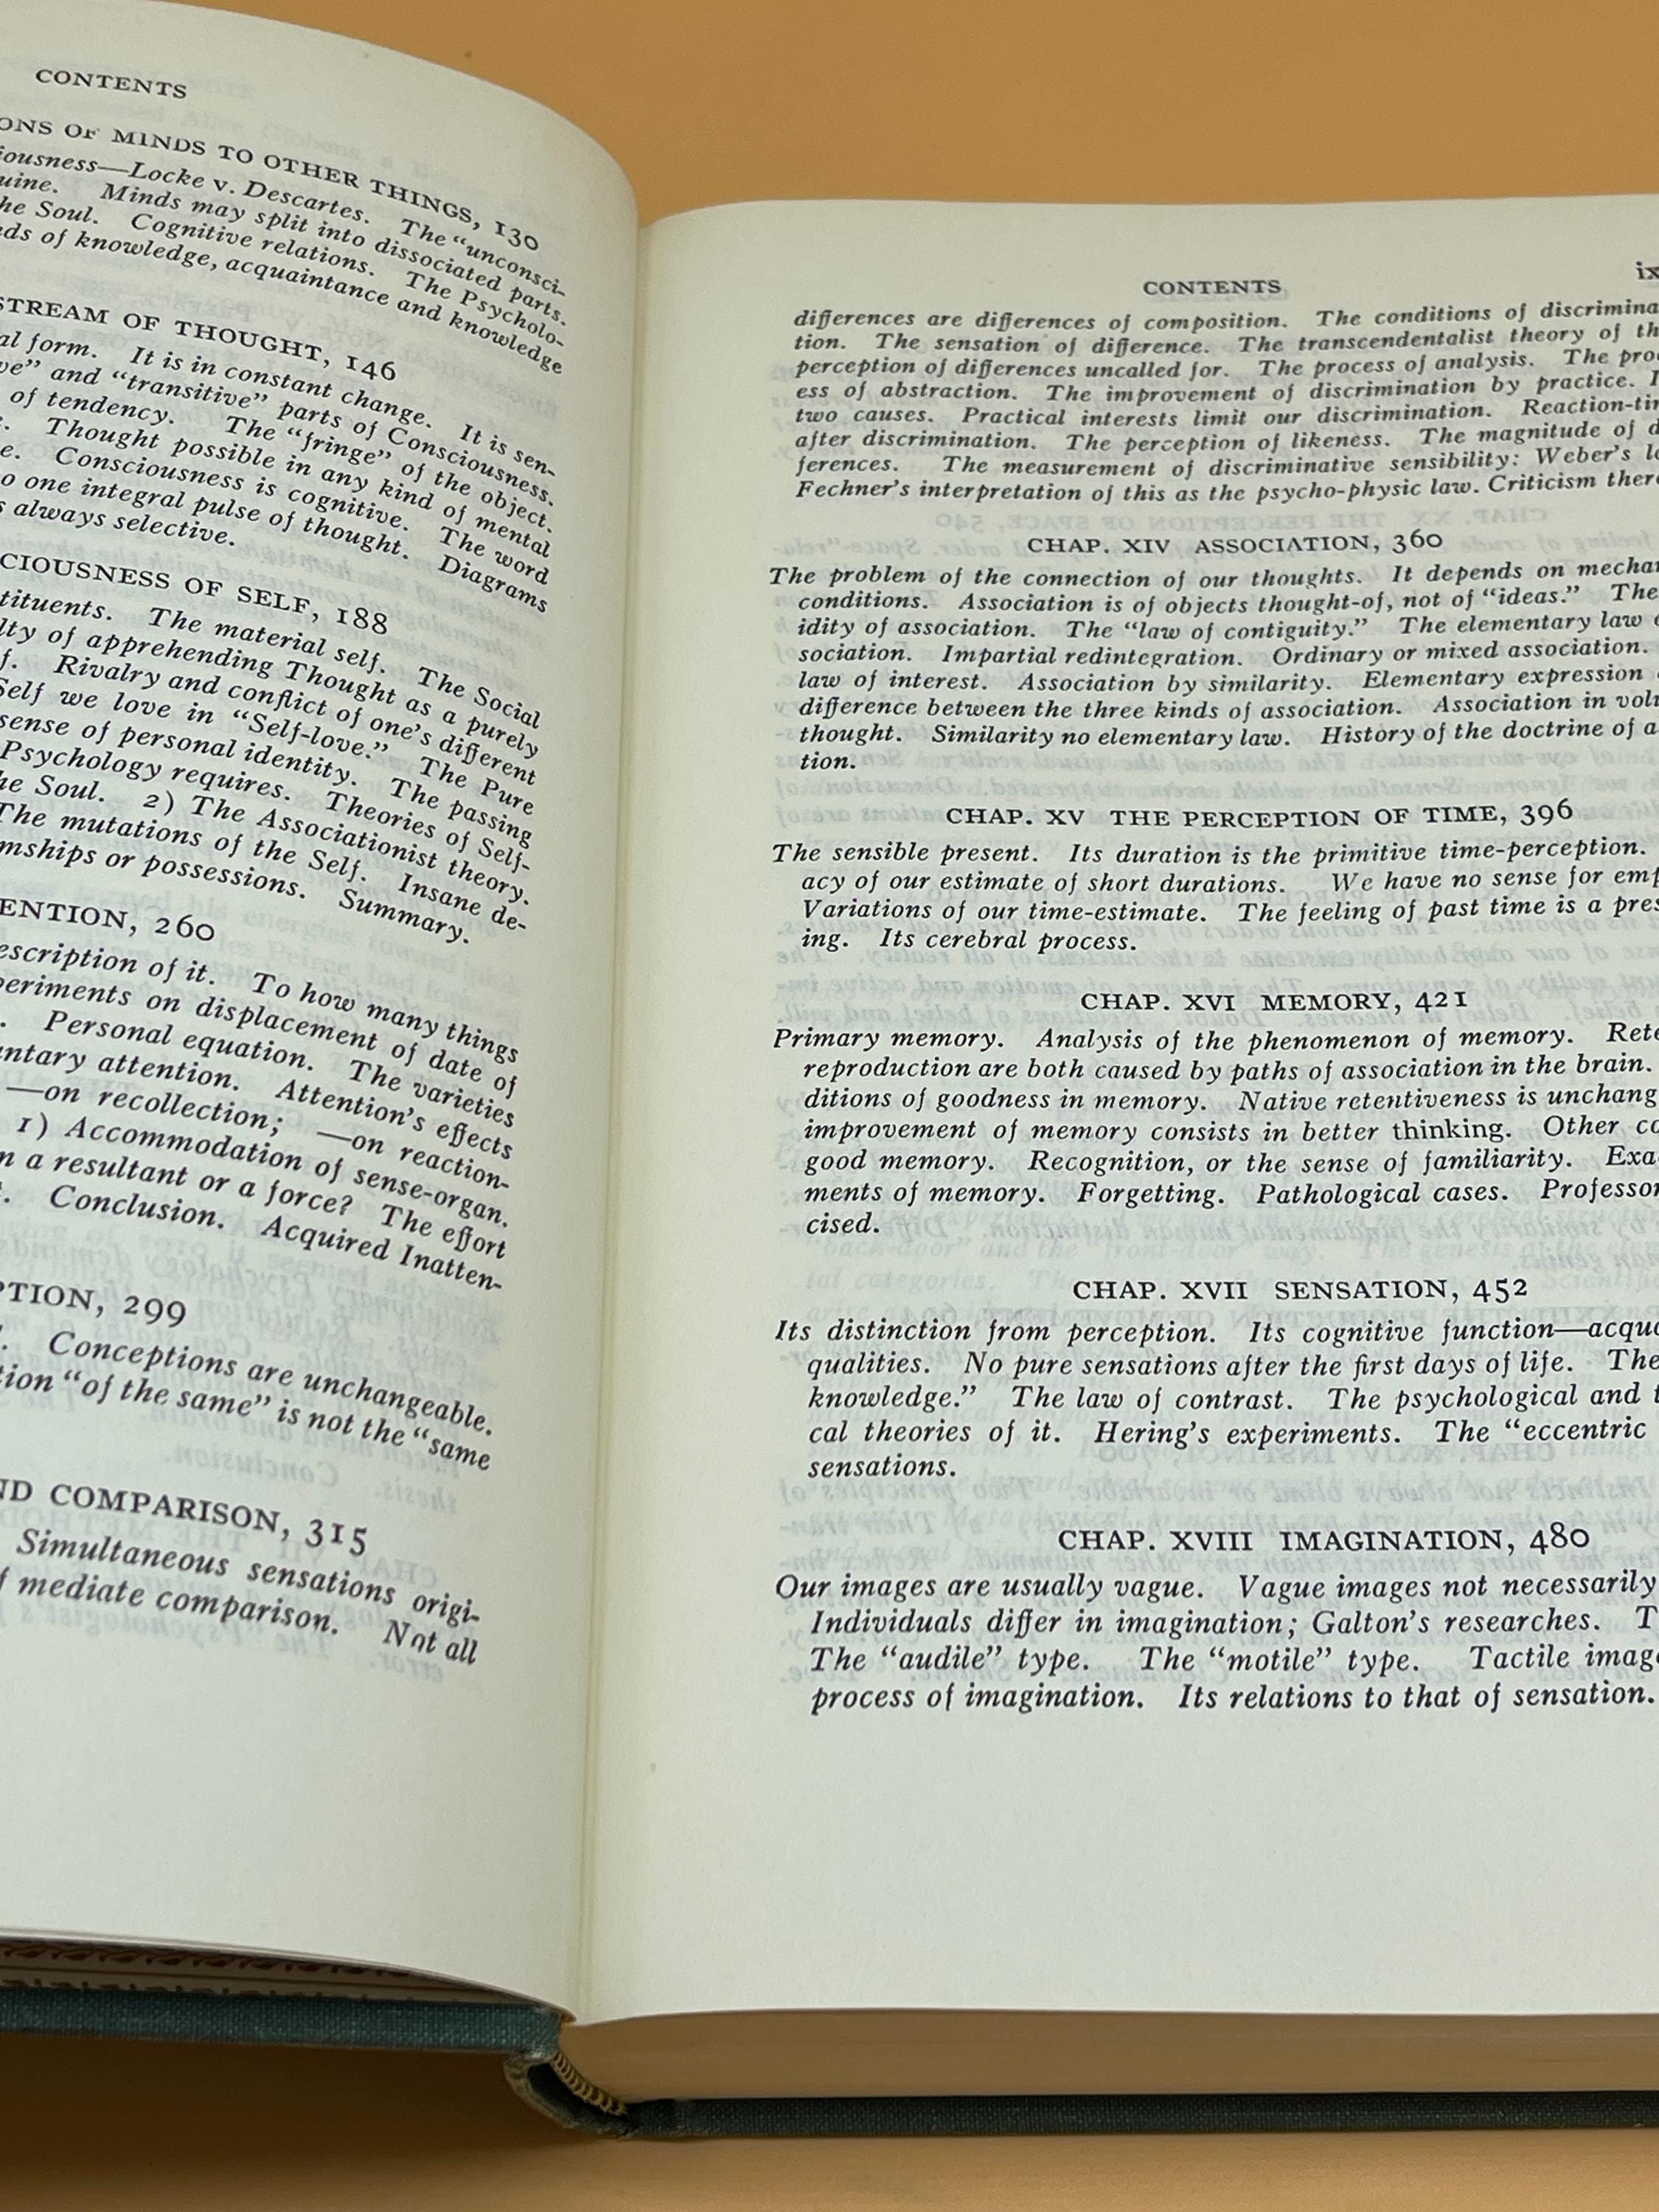 CONTENTS
OF MINDS TO OTHER THINGS, 130
Locke v. Descartes. The "unconsci-
Minds may split into dissociated parts.
Soul. Cognitive relations. The Psycholo-
of knowledge, acquaintance and knowledge
STREAM OF THOUGHT, 146
form. It is in constant change. It is sen-
and "transitive" parts of Consciousness.
of tendency. The "fringe" of the object.
Thought possible in any kind of mental
Consciousness is cognitive. The word
one integral pulse of thought. Diagrams
always selective.
OF SELF, 188
The material self. The Social
of apprehending Thought as a purely
Rivalry and conflict of one's different
Self we love in "Self-love." The Pure
sense of personal identity. The passing
Psychology requires. Theories of Self-
Soul. 2) The Associationist theory.
The mutations of the Self. Insane de-
or possessions. Summary.
260
of it. To how many things
on displacement of date of
Personal equation. The varieties
attention. Attention's effects
—on recollection; —on reaction-
1) Accommodation of sense-organ.
a resultant or a force? The effort
Conclusion. Acquired Inatten-
299
Conceptions are unchangeable.
"of the same" is not the "same
COMPARISON, 315
Simultaneous sensations origi-
mediate comparison. Not all
CONTENTS ix
differences are differences of composition. The conditions of discrimina
tion. The sensation of difference. The transcendentalist theory of th
perception of differences uncalled for. The process of analysis. The pro
ess of abstraction. The improvement of discrimination by practice.
two causes. Practical interests limit our discrimination. Reaction-ti
after discrimination. The perception of likeness. The magnitude of d
ferences. The measurement of discriminative sensibility: Weber's l
Fechner's interpretation of this as the psycho-physic law. Criticism ther
CHAP. XIV ASSOCIATION, 360
The problem of the connection of our thoughts. It depends on mecha
conditions. Association is of objects thought-of, not of "ideas." The
idity of association. The "law of contiguity." The elementary law
sociation. Impartial redintegration. Ordinary or mixed association.
law of interest. Association by similarity. Elementary expression
difference between the three kinds of association. Association in vol
thought. Similarity no elementary law. History of the doctrine of a
tion.
CHAP. XV THE PERCEPTION OF TIME, 396
The sensible present. Its duration is the primitive time-perception.
acy of our estimate of short durations. We have no sense for em
Variations of our time-estimate. The feeling of past time is a pres
ing. Its cerebral process.
CHAP. XVI MEMORY, 421
Primary memory. Analysis of the phenomenon of memory. Rete
reproduction are both caused by paths of association in the brain.
ditions of goodness in memory. Native retentiveness is unchang
improvement of memory consists in better thinking. Other co
good memory. Recognition, or the sense of familiarity. Exa
ments of memory. Forgetting. Pathological cases. Professor
cised.
CHAP. XVII SENSATION, 452
Its distinction from perception. Its cognitive function—acqu
qualities. No pure sensations after the first days of life. The
knowledge." The law of contrast. The psychological and
cal theories of it. Hering's experiments. The "eccentric
sensations.
CHAP. XVIII IMAGINATION, 480
Our images are usually vague. Vague images not necessarily
Individuals differ in imagination; Galton's researches. T
The "audile" type. The "motile" type. Tactile imag
process of imagination. Its relations to that of sensation.